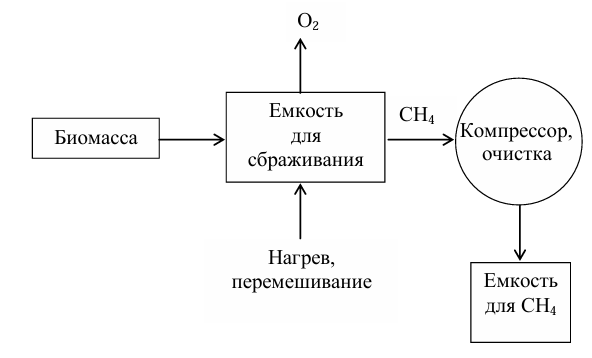 O₂
Емкость
для
сбраживания
Биомасса
CH₄
Компрессор,
очистка
Нагрев,
перемешивание
Емкость
для CH₄